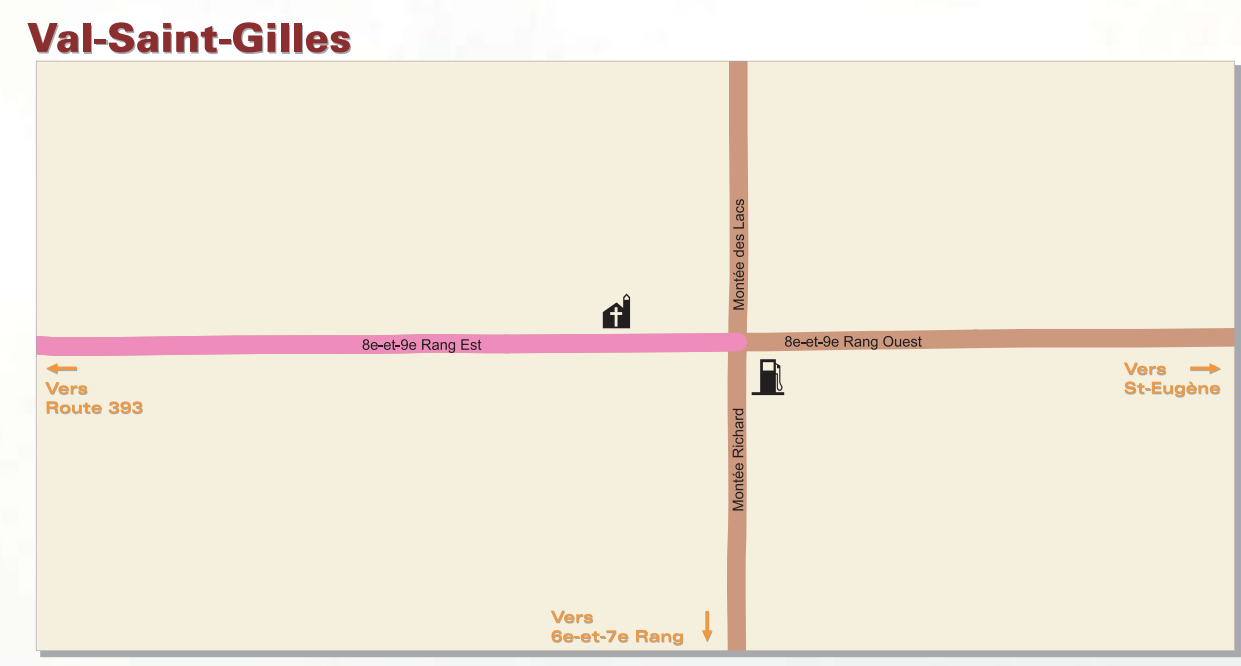 Val-Saint-Gilles
Montée des Lacs
8e-et-9e Rang Est
8e-et-9e Rang Ouest
Vers
Route 393
Vers
St-Eugène
Montée Richard
Vers
6e-et-7e Rang